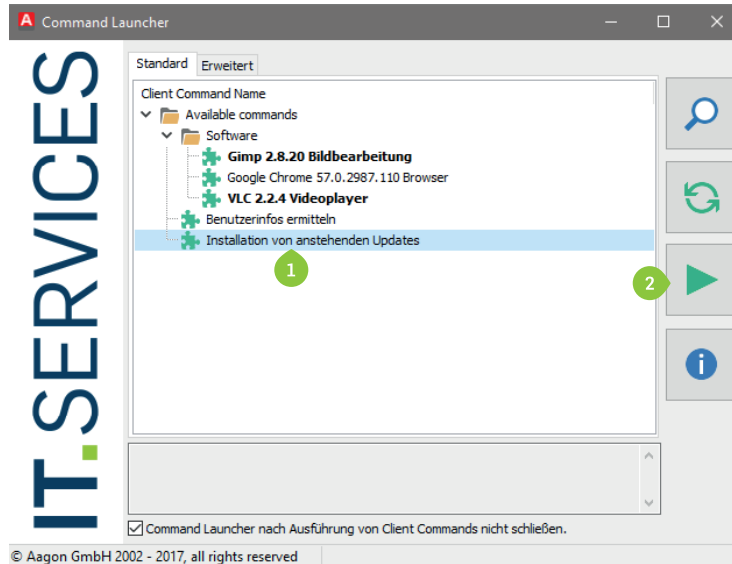 Command Launcher
IT.SERVICES
Standard
Erweitert
Client Command Name
Available commands
Software
Gimp 2.8.20 Bildbearbeitung
Google Chrome 57.0.2987.110 Browser
VLC 2.2.4 Videoplayer
Benutzerinfos ermitteln
Installation von anstehenden Updates
1
2
Command Launcher nach Ausführung von Client Commands nicht schließen.
© Aagon GmbH 2002 - 2017, all rights reserved